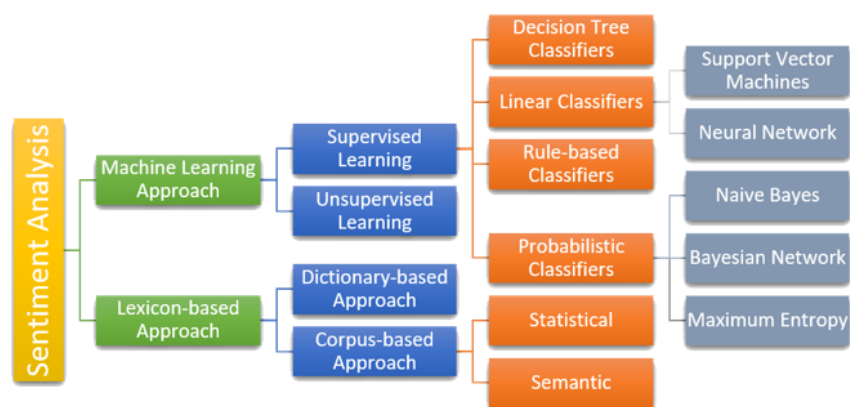 Sentiment Analysis
Machine Learning
Approach
Lexicon-based
Approach
Supervised
Learning
Unsupervised
Learning
Dictionary-based
Approach
Corpus-based
Approach
Decision Tree
Classifiers
Linear Classifiers
Rule-based
Classifiers
Probabilistic
Classifiers
Statistical
Semantic
Support Vector
Machines
Neural Network
Naive Bayes
Bayesian Network
Maximum Entropy